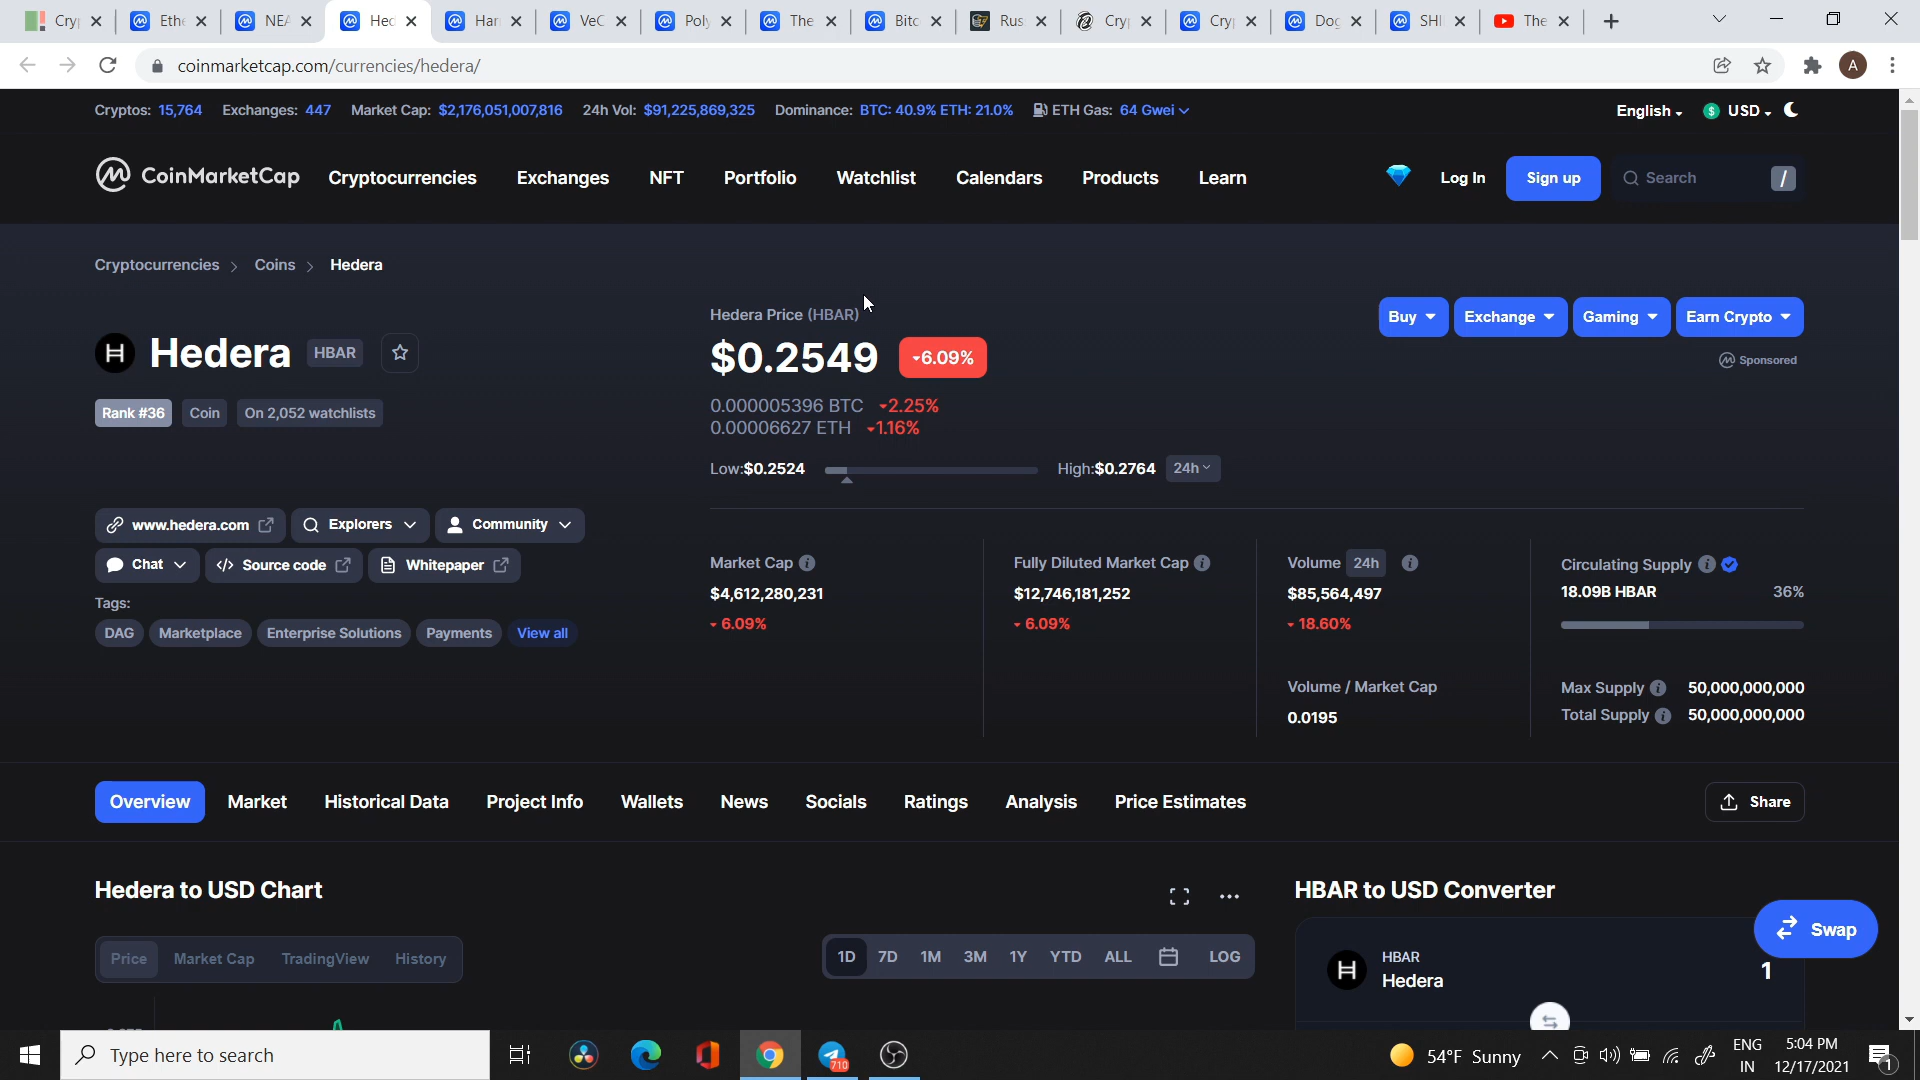 Cry Ethe NEA Hed Har VeC Poly The Bitc Rus Cry Cry Dog SHI The
coinmarketcap.com/currencies/hedera/ A
Cryptos: 15,764 Exchanges: 447 Market Cap: $2,176,051,007,816 24h Vol: $91,225,869,325 Dominance: BTC: 40.9% ETH: 21.0% ETH Gas: 64 Gwei English USD
CoinMarketCap Cryptocurrencies Exchanges NFT Portfolio Watchlist Calendars Products Learn Log In Sign up Search /
Cryptocurrencies > Coins > Hedera
Hedera Price (HBAR)
Buy Exchange Gaming Earn Crypto
Hedera HBAR
$0.2549 6.09%
Sponsored
Rank #36 Coin On 2,052 watchlists
0.000005396 BTC 2.25%
0.00006627 ETH 1.16%
Low:$0.2524 High:$0.2764 24h
www.hedera.com Explorers Community
Chat Source code Whitepaper
Tags:
DAG Marketplace Enterprise Solutions Payments View all
Market Cap
$4,612,280,231
6.09%
Fully Diluted Market Cap
$12,746,181,252
6.09%
Volume 24h
$85,564,497
18.60%
Volume / Market Cap
0.0195
Circulating Supply
18.09B HBAR 36%
Max Supply 50,000,000,000
Total Supply 50,000,000,000
Overview Market Historical Data Project Info Wallets News Socials Ratings Analysis Price Estimates Share
Hedera to USD Chart
HBAR to USD Converter
Price Market Cap TradingView History
1D 7D 1M 3M 1Y YTD ALL LOG
HBAR
Hedera 1
Swap
Type here to search
710
54°F Sunny
ENG
IN
5:04 PM
12/17/2021
1